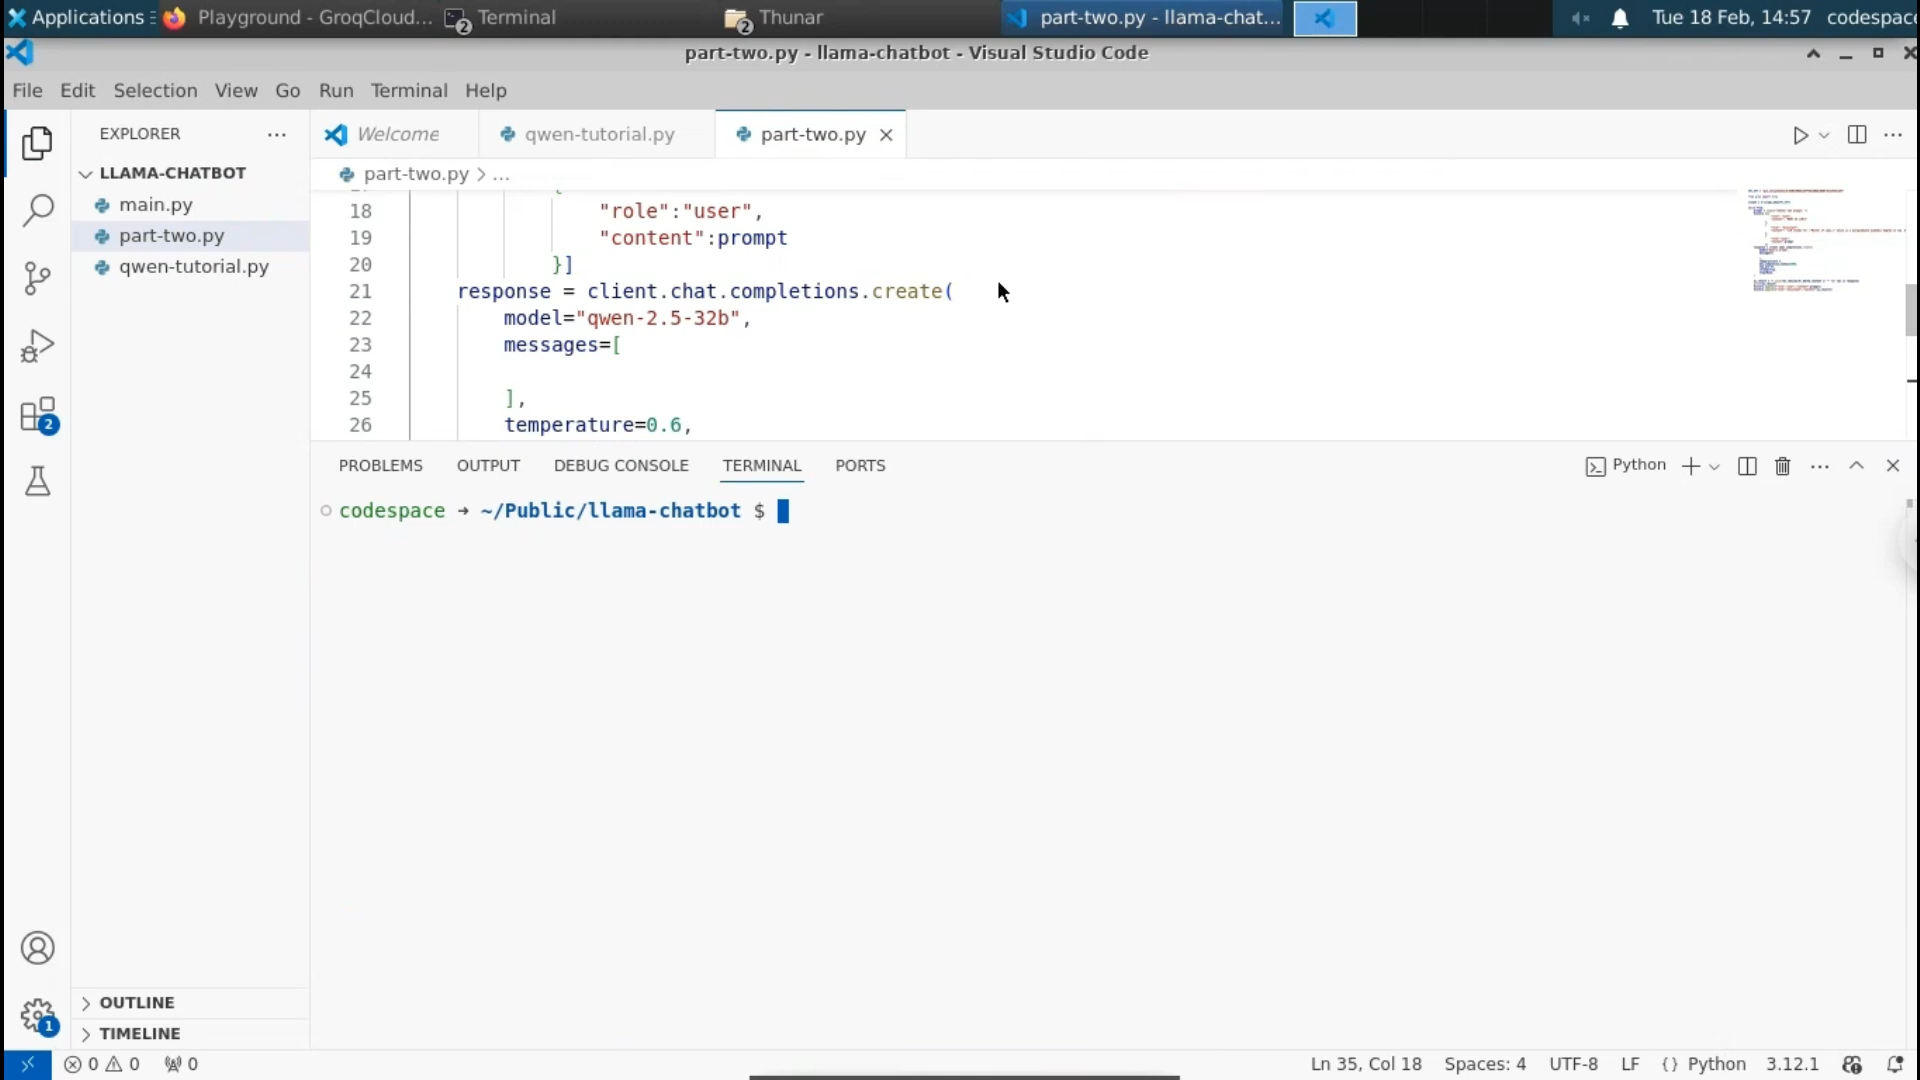 Applications
Playground - GroqCloud...
2
Terminal
2
Thunar
part-two.py - llama-chat...
Tue 18 Feb, 14:57
codespace
part-two.py - llama-chatbot - Visual Studio Code
File Edit Selection View Go Run Terminal Help
EXPLORER
Welcome
qwen-tutorial.py
part-two.py
LLAMA-CHATBOT
part-two.py > ...
main.py
part-two.py
qwen-tutorial.py
18 "role":"user",
19 "content":prompt
20 }]
21 response = client.chat.completions.create(
22 model="qwen-2.5-32b",
23 messages=[
24
25 ],
26 temperature=0.6,
2
PROBLEMS OUTPUT DEBUG CONSOLE TERMINAL PORTS
Python
codespace → ~/Public/llama-chatbot $
OUTLINE
1
TIMELINE
0 0 0
Ln 35, Col 18 Spaces: 4 UTF-8 LF {} Python 3.12.1